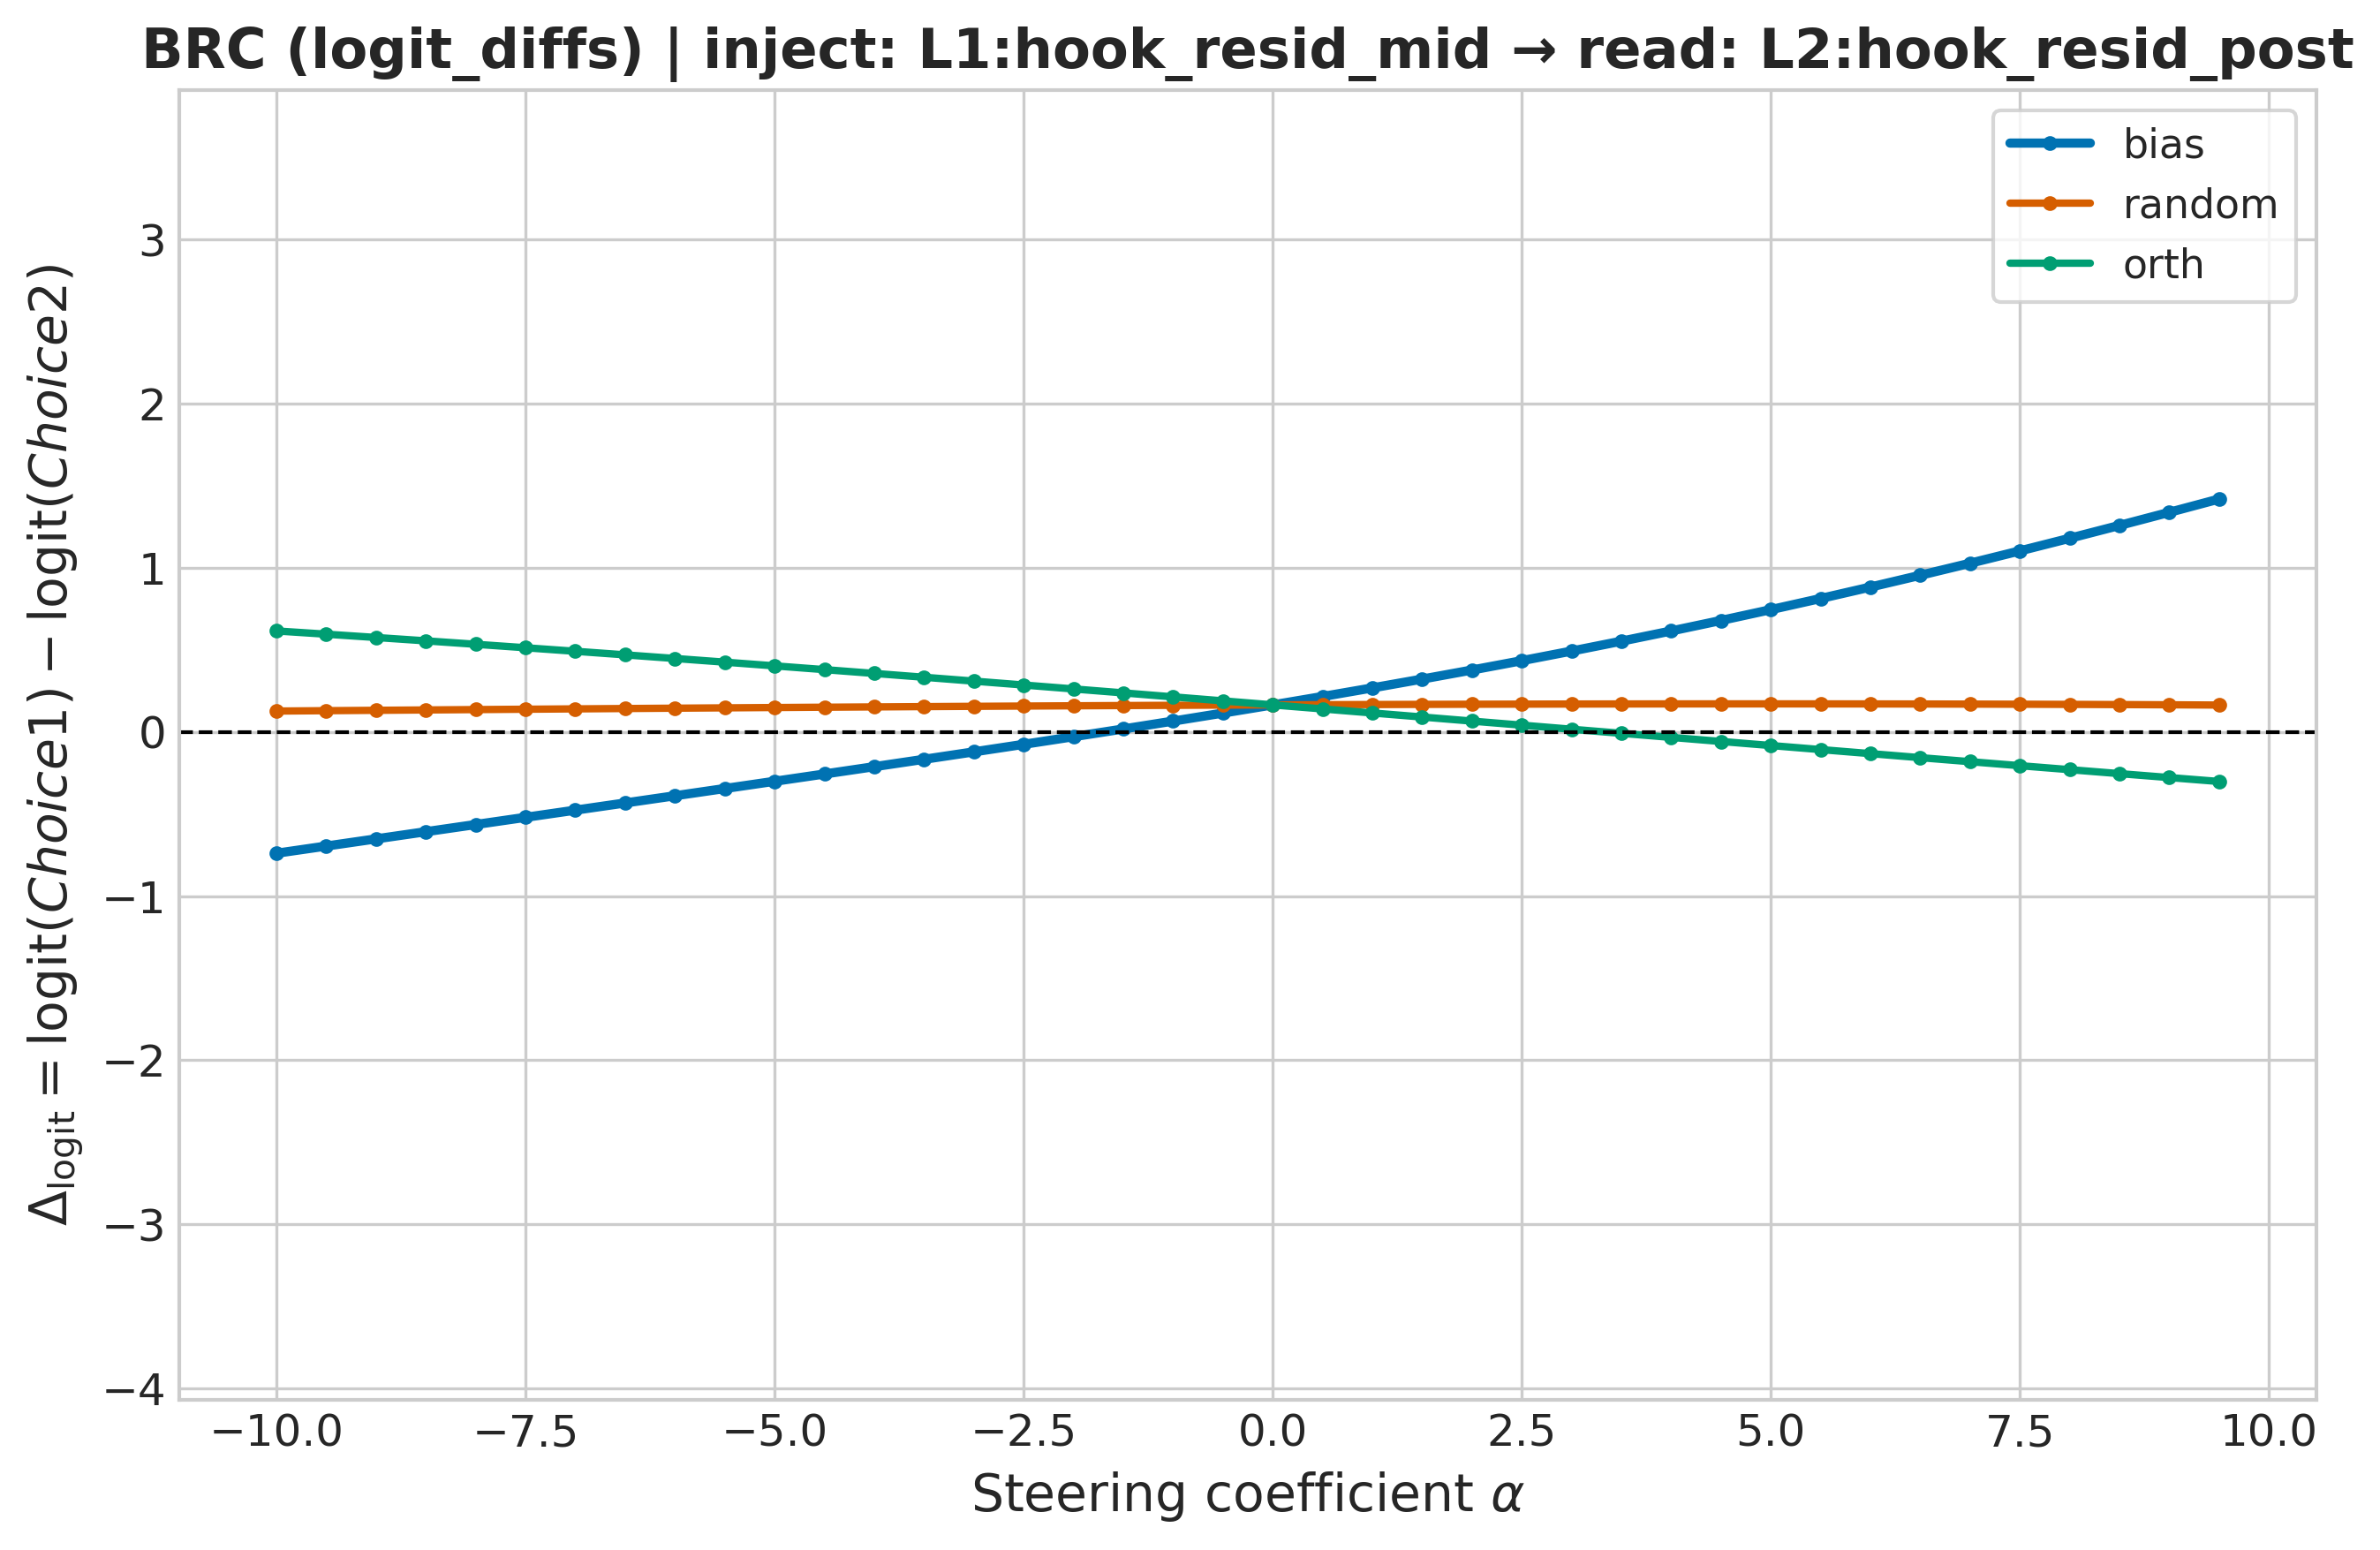 BRC (logit_diffs) | inject: L1:hook_resid_mid → read: L2:hook_resid_post
Δlogit = logit(Choice1) − logit(Choice2)
3
2
1
0
−1
−2
−3
−4
bias
random
orth
−10.0 −7.5 −5.0 −2.5 0.0 2.5 5.0 7.5 10.0
Steering coefficient α